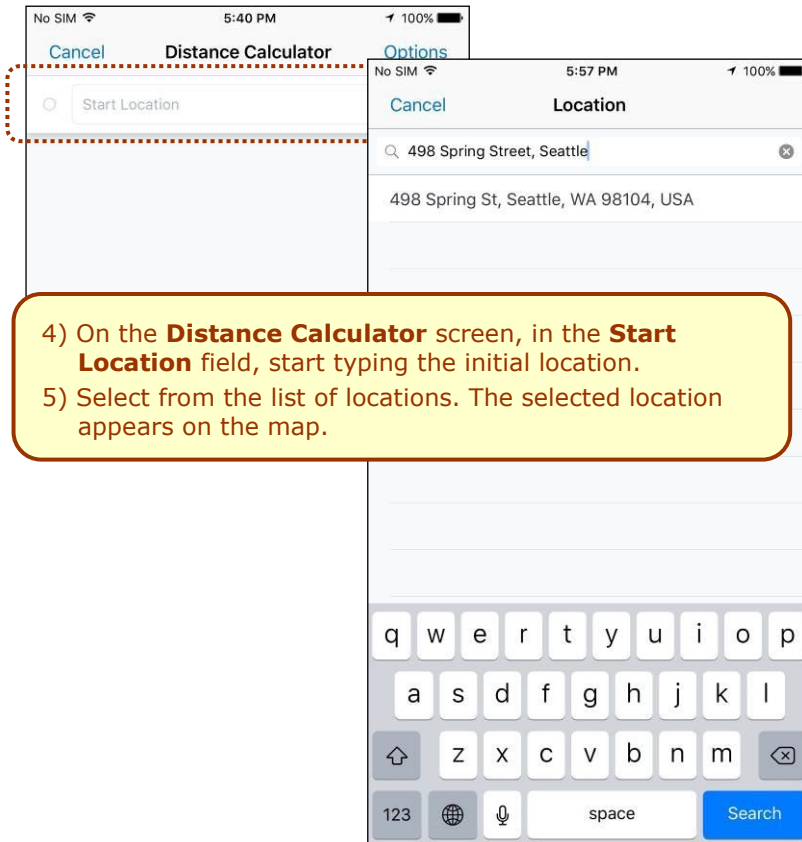 No SIM 5:40 PM 100%
Cancel Distance Calculator Options
Start Location
No SIM 5:57 PM 100%
Cancel Location
498 Spring Street, Seattle
498 Spring St, Seattle, WA 98104, USA
4) On the Distance Calculator screen, in the Start
Location field, start typing the initial location.
5) Select from the list of locations. The selected location
appears on the map.
q w e r t y u i o p
a s d f g h j k l
z x c v b n m
123 space Search